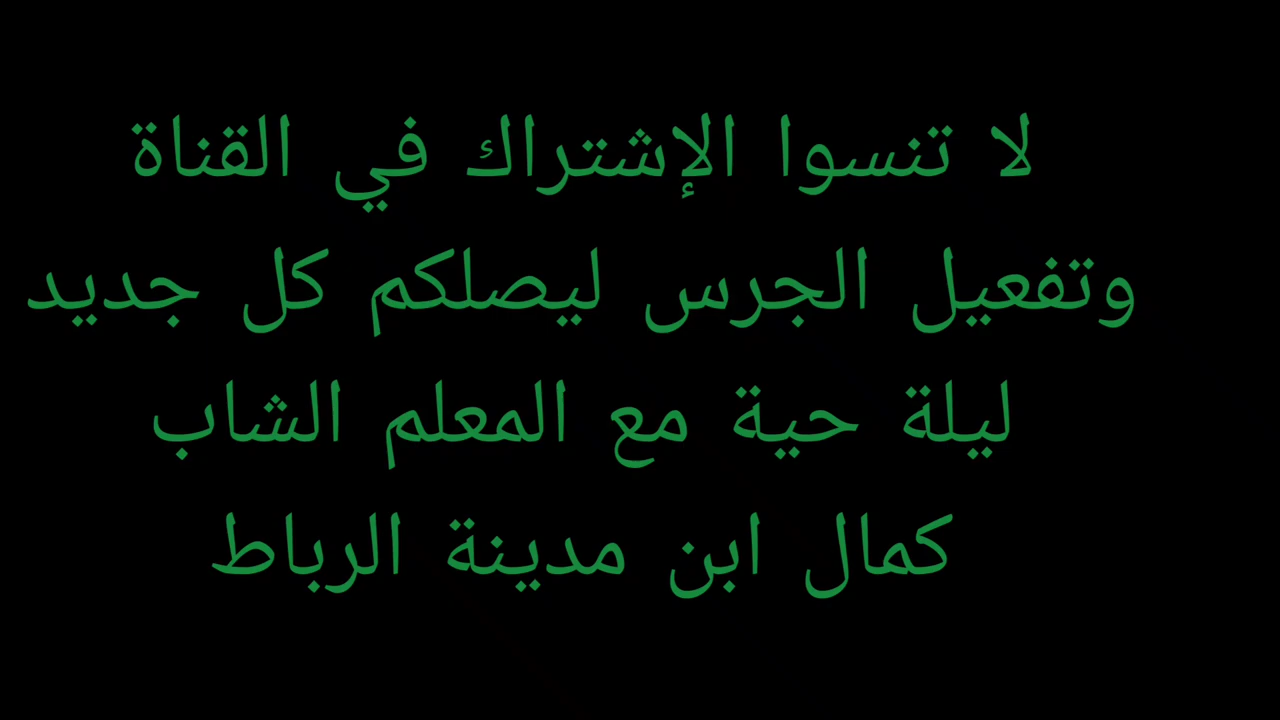 لا تنسوا الإشتراك في القناة
وتفعيل الجرس ليصلكم كل جديد
ليلة حية مع المعلم الشاب
كمال ابن مدينة الرباط